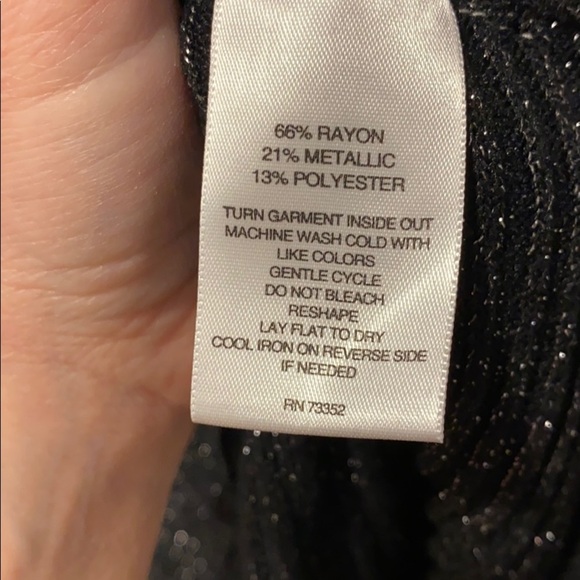 66% RAYON
21% METALLIC
13% POLYESTER
TURN GARMENT INSIDE OUT
MACHINE WASH COLD WITH
LIKE COLORS
GENTLE CYCLE
DO NOT BLEACH
RESHAPE
LAY FLAT TO DRY
COOL IRON ON REVERSE SIDE
IF NEEDED
RN 73352